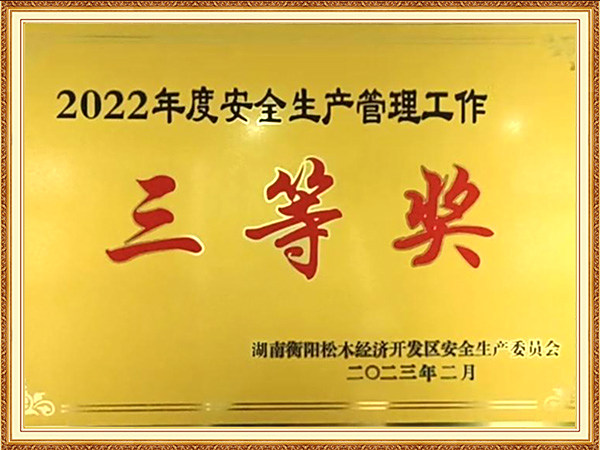 2022年度安全生产管理工作
三等奖
湖南衡阳松木经济开发区安全生产委员会
二〇二三年二月